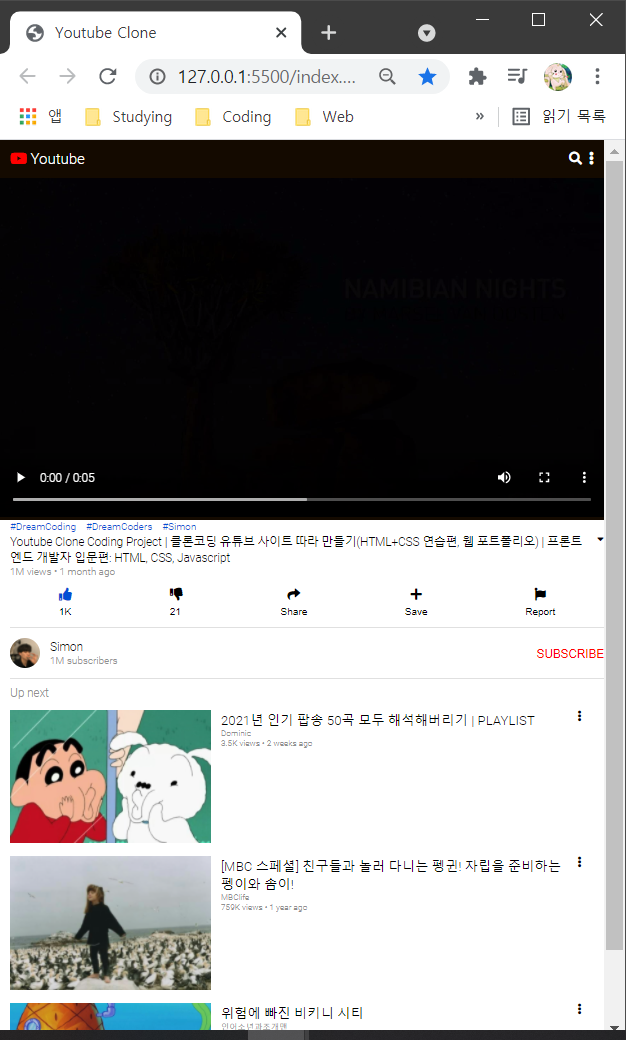 Youtube Clone
127.0.0.1:5500/index....
앱 Studying Coding Web » 읽기 목록
Youtube
NAMIBIAN NIGHTS
0:00 / 0:05
#DreamCoding #DreamCoders #Simon
Youtube Clone Coding Project | 클론코딩 유튜브 사이트 따라 만들기(HTML+CSS 연습편, 웹 포트폴리오) | 프론트
엔드 개발자 입문편: HTML, CSS, Javascript
1M views • 1 month ago
1K 21 Share Save Report
Simon
1M subscribers
SUBSCRIBE
Up next
2021년 인기 팝송 50곡 모두 해석해버리기 | PLAYLIST
Dominic
3.5K views • 2 weeks ago
[MBC 스페셜] 친구들과 놀러 다니는 펭귄! 자립을 준비하는
펭이와 솜이!
MBClife
759K views • 1 year ago
위험에 빠진 비키니 시티